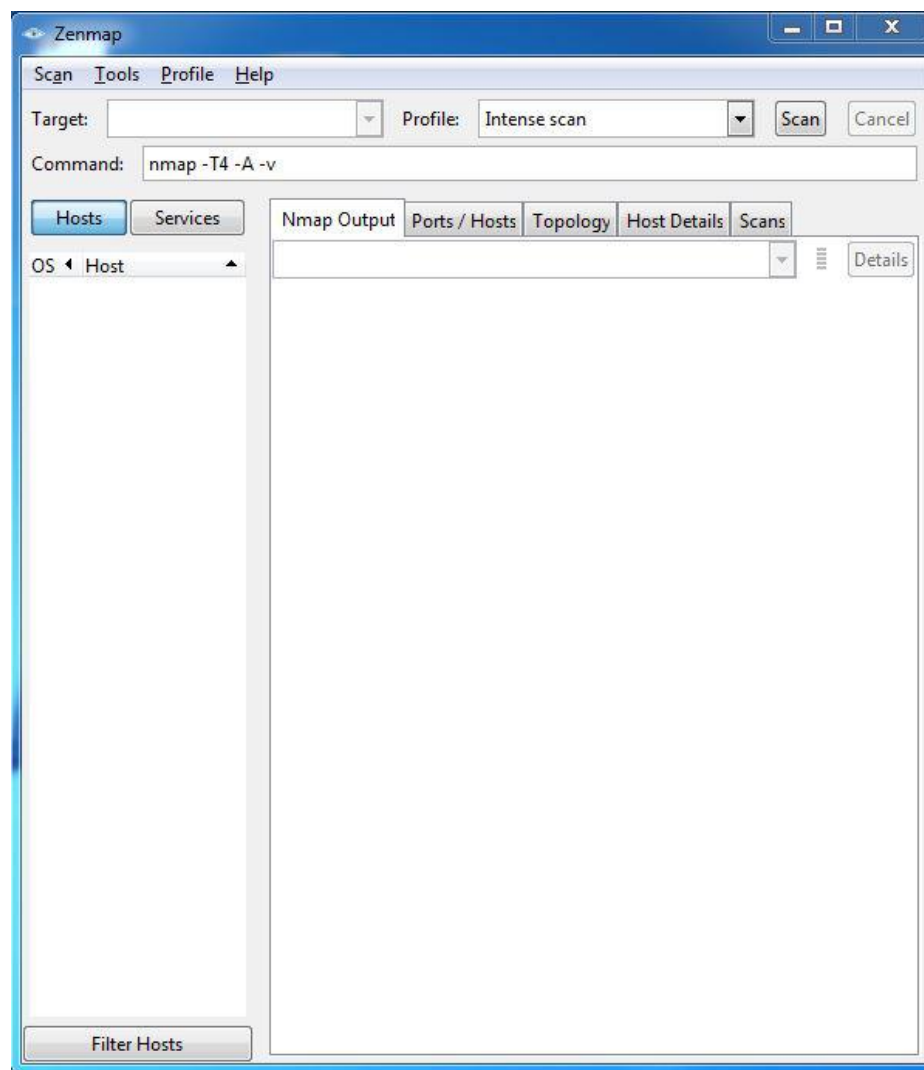 Zenmap
Scan Tools Profile Help
Target: Profile: Intense scan Scan Cancel
Command: nmap -T4 -A -v
Hosts Services Nmap Output Ports / Hosts Topology Host Details Scans
OS Host Details
Filter Hosts